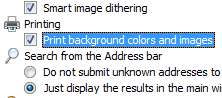 Smart image dithering
Printing
Print background colors and images
Search from the Address bar
Do not submit unknown addresses to
Just display the results in the main wi